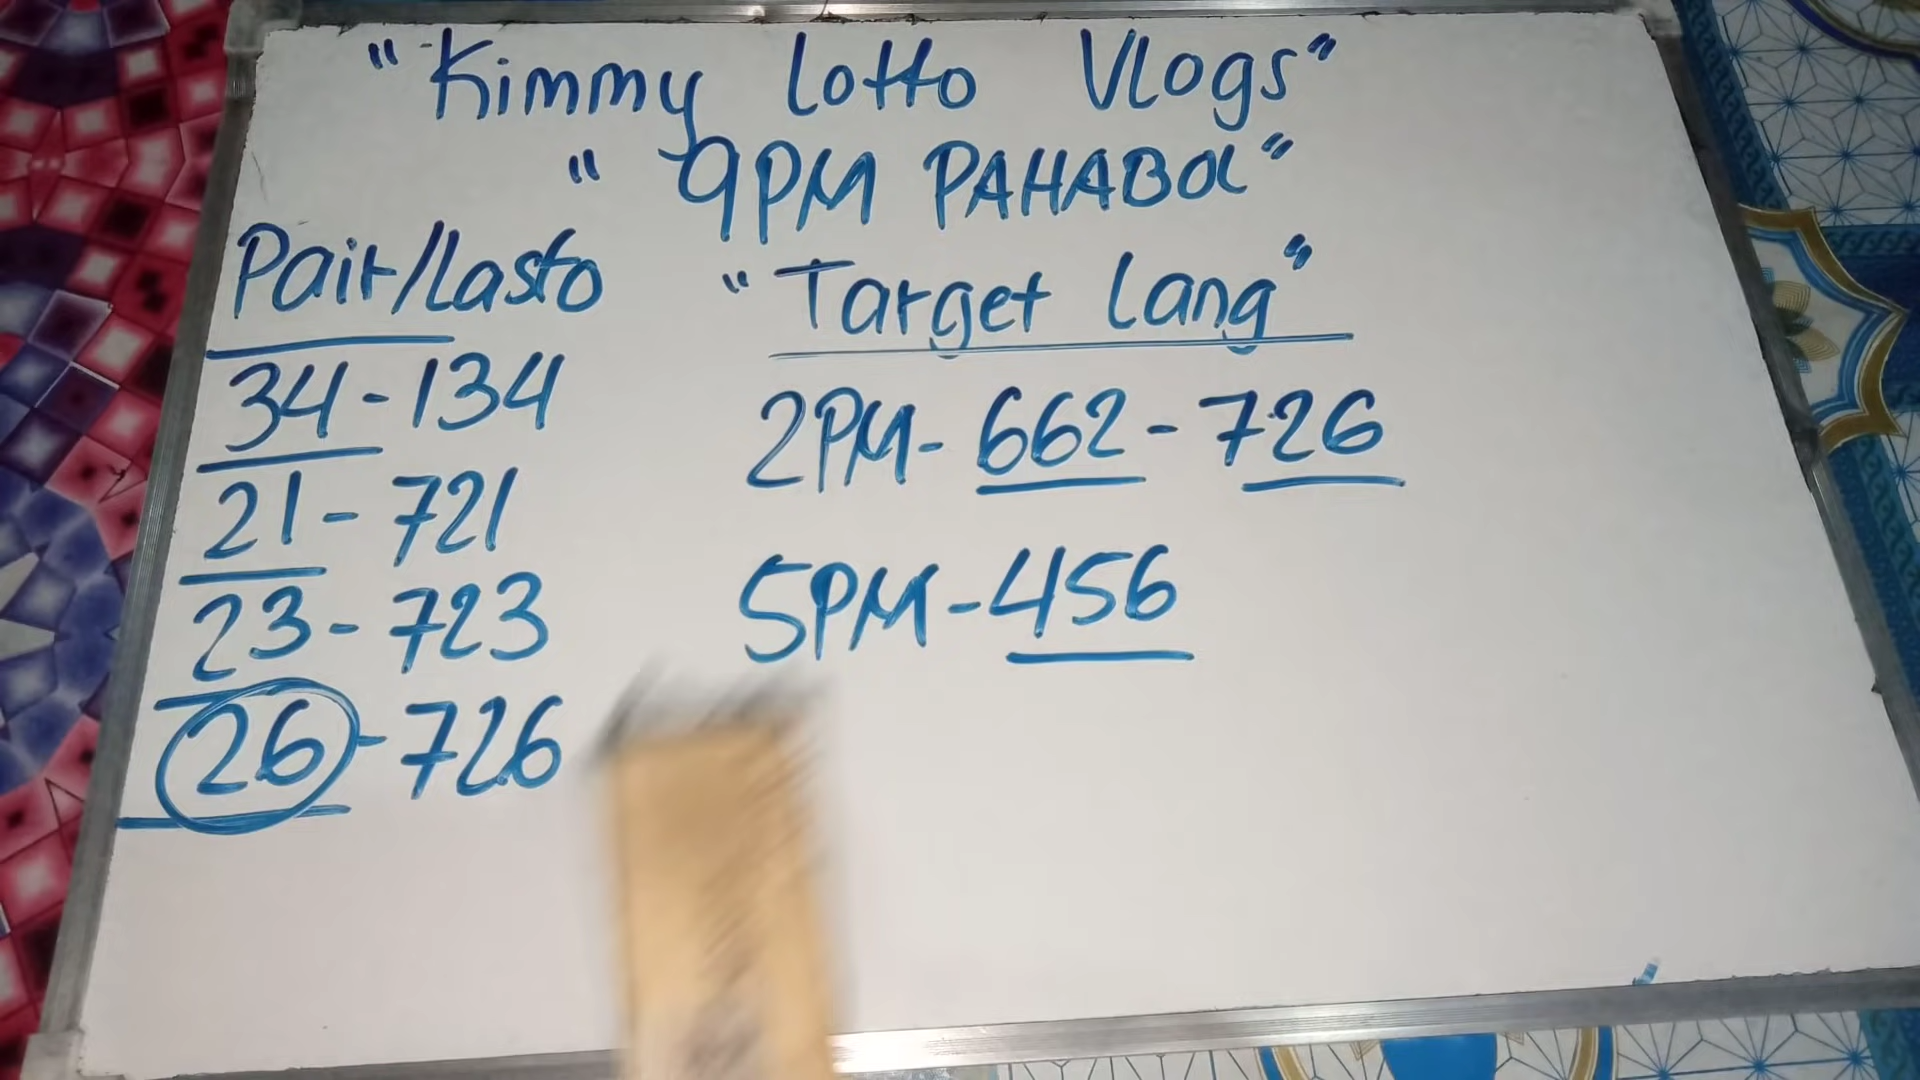 "Kimmy Lotto Vlogs"
"9PM PAHABOL"
Pair/Lasto
34-134
21-721
23-723
26-726
"Target Lang"
2PM-662-726
5PM-456